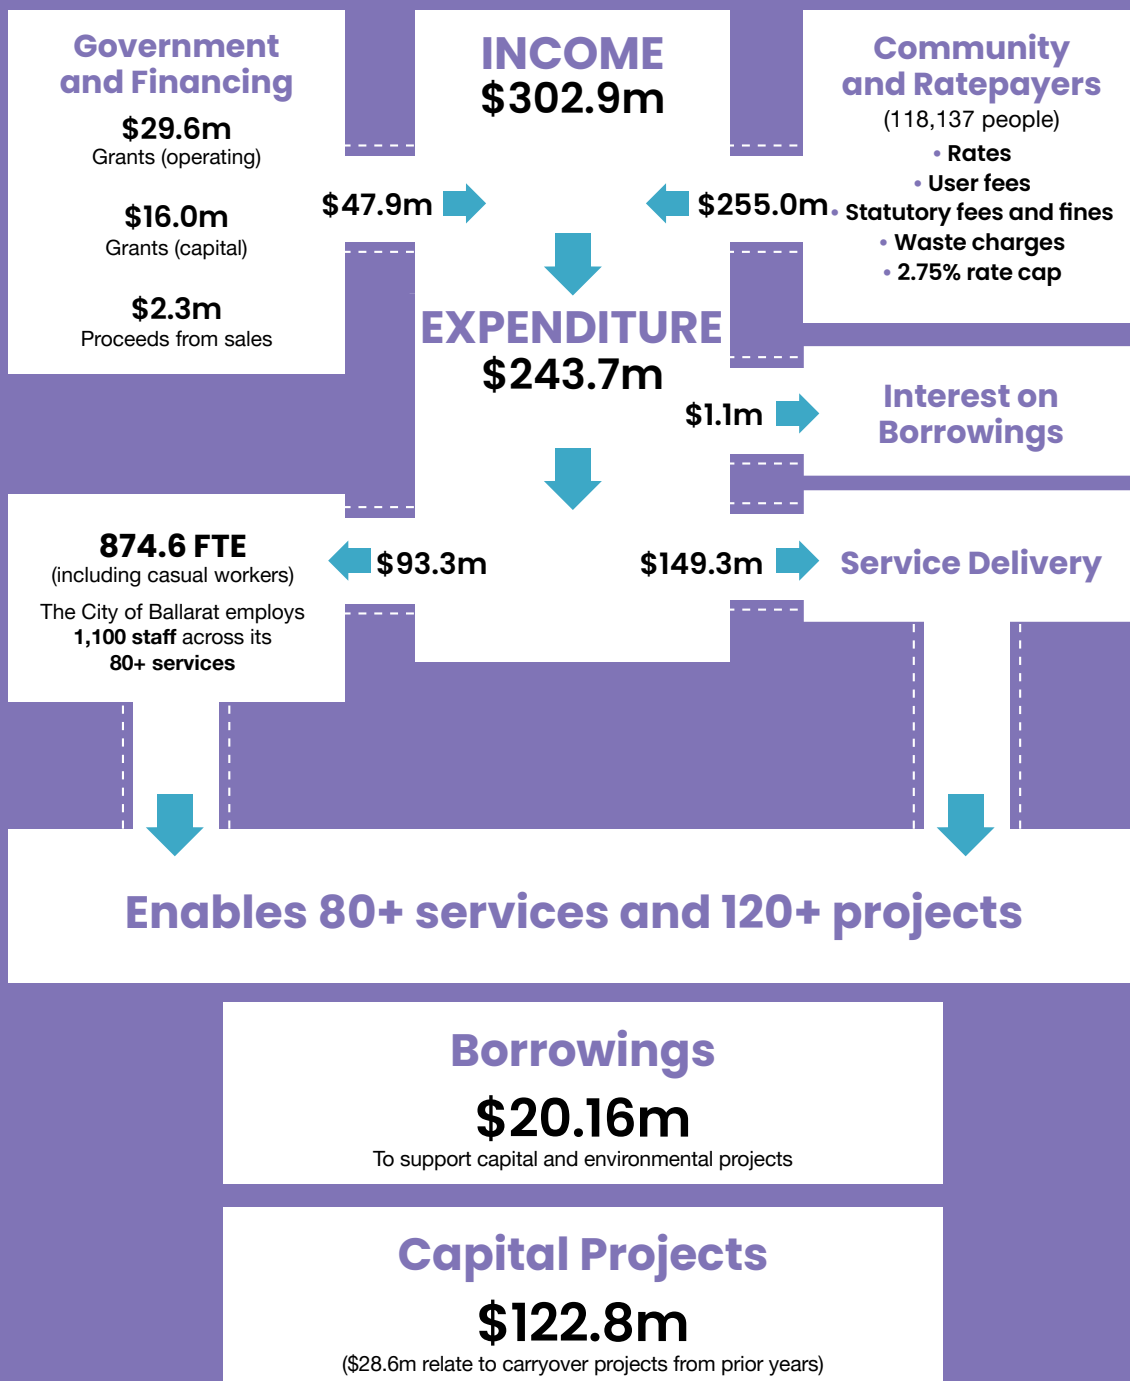 Government
and Financing
$29.6m
Grants (operating)
$16.0m
Grants (capital)
$2.3m
Proceeds from sales
$47.9m
INCOME
$302.9m
$255.0m
Community
and Ratepayers
(118,137 people)
• Rates
• User fees
• Statutory fees and fines
• Waste charges
• 2.75% rate cap
EXPENDITURE
$243.7m
$1.1m
Interest on
Borrowings
874.6 FTE
(including casual workers)
The City of Ballarat employs
1,100 staff across its
80+ services
$93.3m
$149.3m
Service Delivery
Enables 80+ services and 120+ projects
Borrowings
$20.16m
To support capital and environmental projects
Capital Projects
$122.8m
($28.6m relate to carryover projects from prior years)